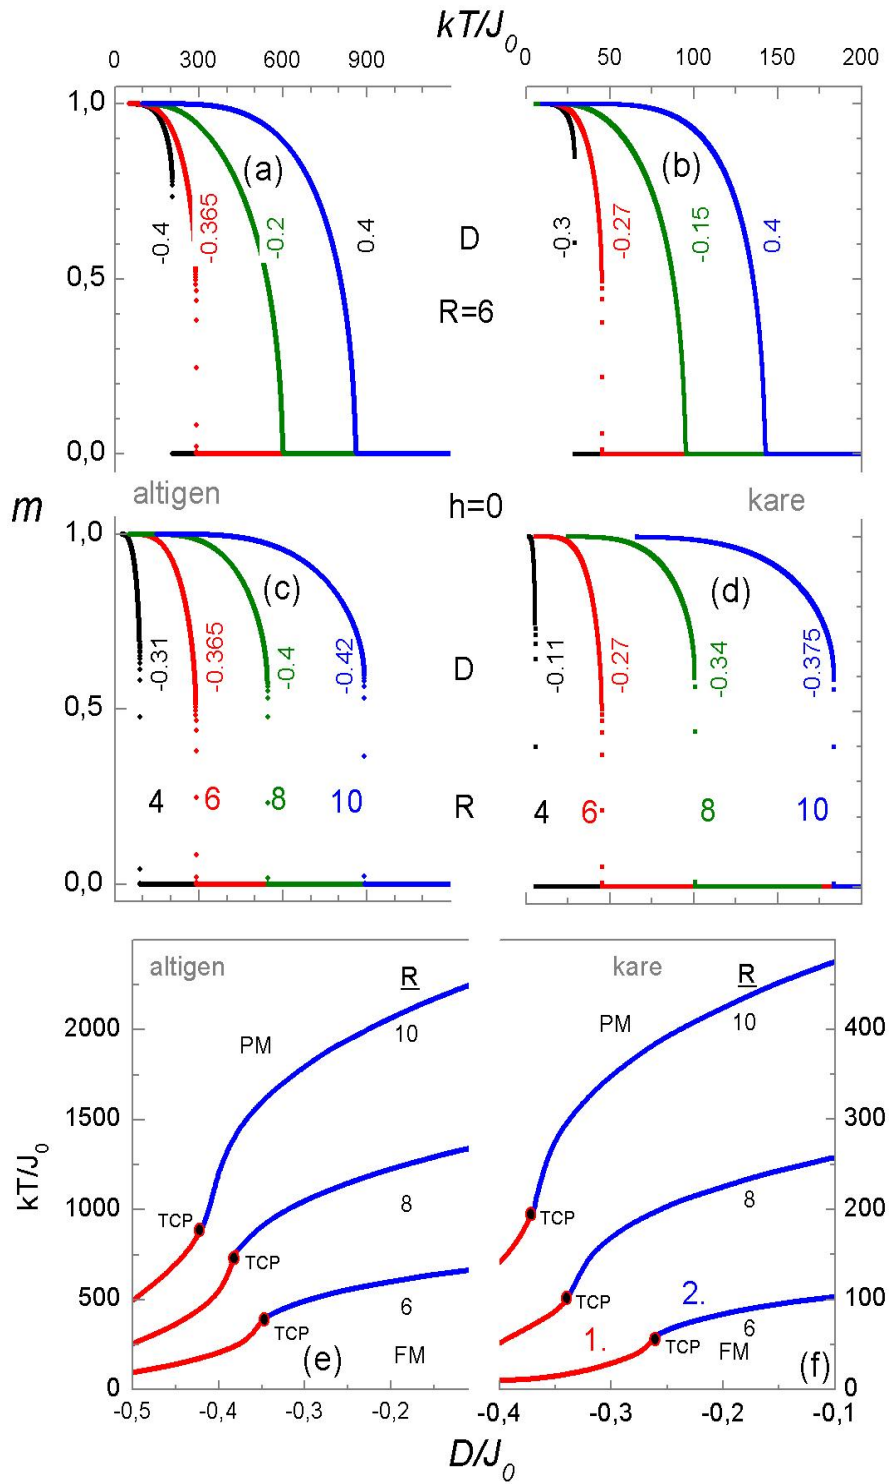 kT/J0
0 300 600 900
0 50 100 150 200
1,0
(a)
(b)
-0.4
-0.365
-0.2
0.4
D
-0.3
-0.27
-0.15
0.4
0,5
R=6
0,0
altigen
h=0
kare
m
1,0
(c)
(d)
-0.31
-0.365
-0.4
-0.42
D
-0.11
-0.27
-0.34
-0.375
0,5
4 6 8 10
R
4 6 8 10
0,0
altigen
R
kare
R
10
PM
PM
10
2000
400
1500
300
kT/J0
1000
200
TCP
TCP
8
8
TCP
TCP
500
100
2.
6
6
TCP
1.
TCP
(e)
FM
FM
(f)
0
0
-0,5 -0,4 -0,3 -0,2
-0,4 -0,3 -0,2 -0,1
D/J0